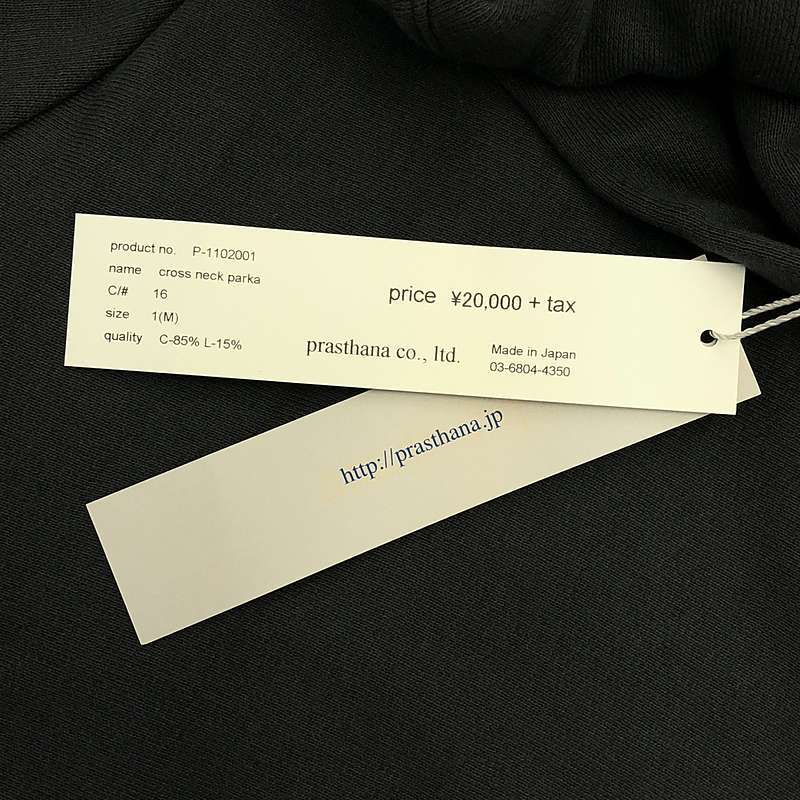 product no. P-1102001
name cross neck parka
C/# 16
size 1(M)
quality C-85% L-15%
price ¥20,000 + tax
prasthana co., ltd.
Made in Japan
03-6804-4350
http://prasthana.jp